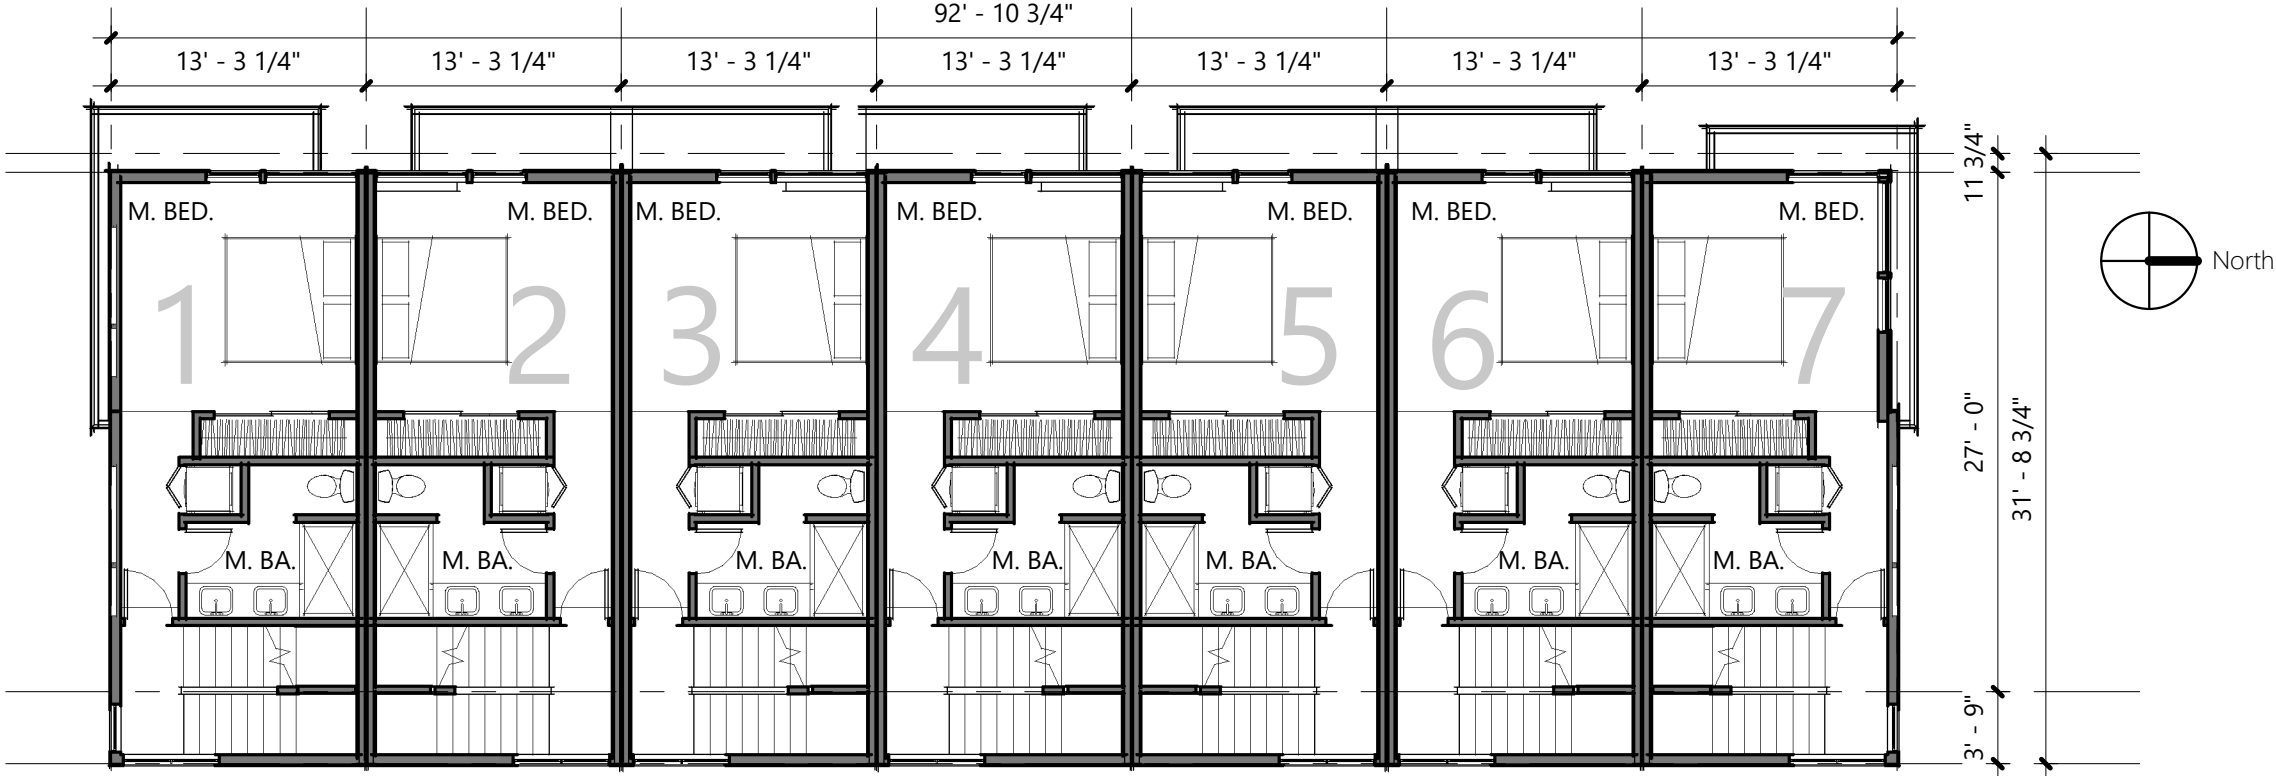 92' - 10 3/4"
13' - 3 1/4" 13' - 3 1/4" 13' - 3 1/4" 13' - 3 1/4" 13' - 3 1/4" 13' - 3 1/4" 13' - 3 1/4"
11 3/4"
M. BED. M. BED. M. BED. M. BED. M. BED. M. BED. M. BED.
North
1 2 3 4 5 6 7
27' - 0"
31' - 8 3/4"
M. BA. M. BA. M. BA. M. BA. M. BA. M. BA. M. BA.
3' - 9"